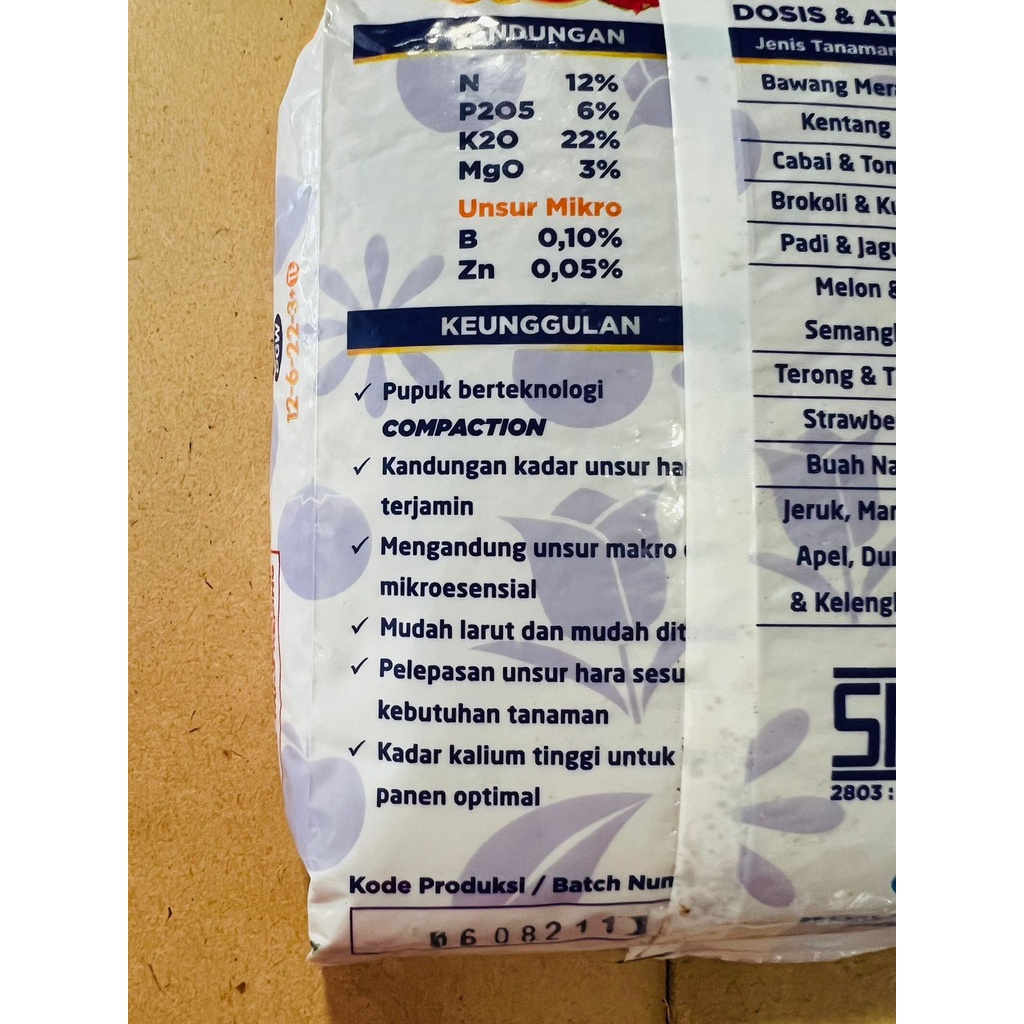 KANDUNGAN
N 12%
P2O5 6%
K2O 22%
MgO 3%
Unsur Mikro
B 0,10%
Zn 0,05%
KEUNGGULAN
✓ Pupuk berteknologi
COMPACTION
✓ Kandungan kadar unsur ha
terjamin
✓ Mengandung unsur makro
mikroesensial
✓ Mudah larut dan mudah dit
✓ Pelepasan unsur hara sesu
kebutuhan tanaman
✓ Kadar kalium tinggi untuk
panen optimal
Kode Produksi / Batch Num
608211
12-6-22-3+
DOSIS & AT
Jenis Tanaman
Bawang Mera
Kentang
Cabai & Tom
Brokoli & Ku
Padi & Jagu
Melon &
Semang
Terong & T
Strawbe
Buah Na
Jeruk, Man
Apel, Dur
& Keleng
2803 :